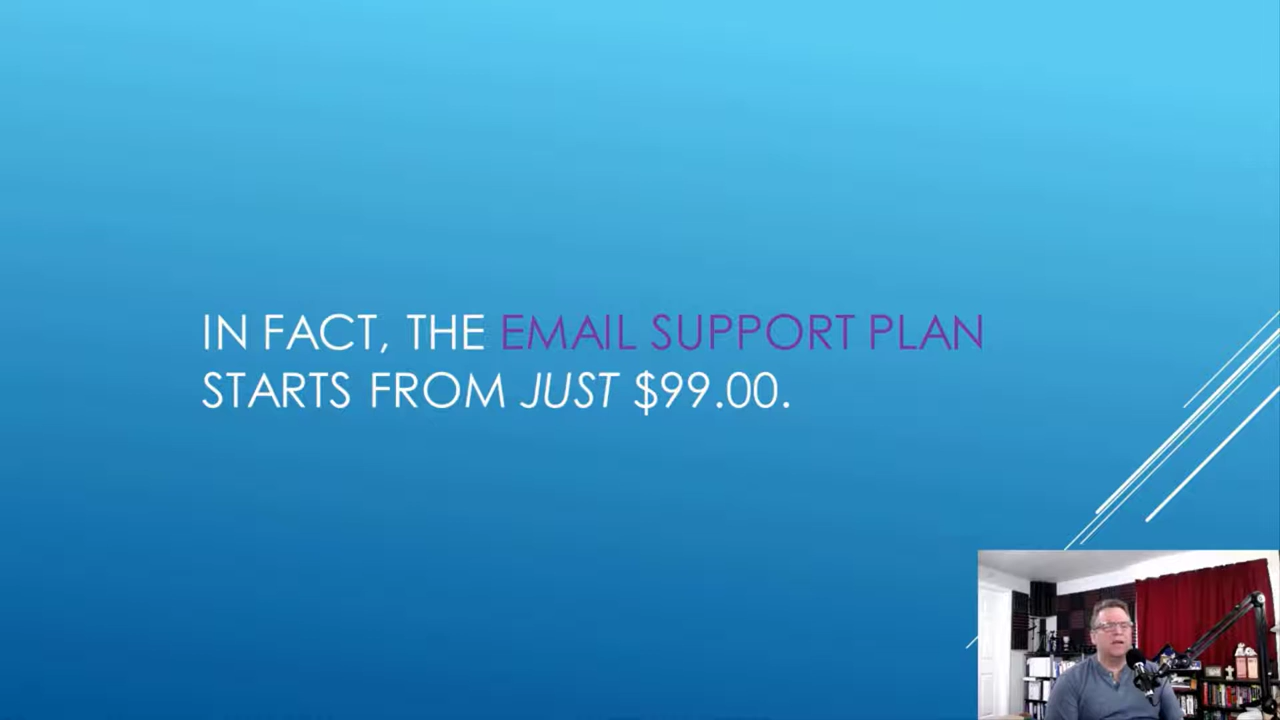 IN FACT, THE EMAIL SUPPORT PLAN
STARTS FROM JUST $99.00.